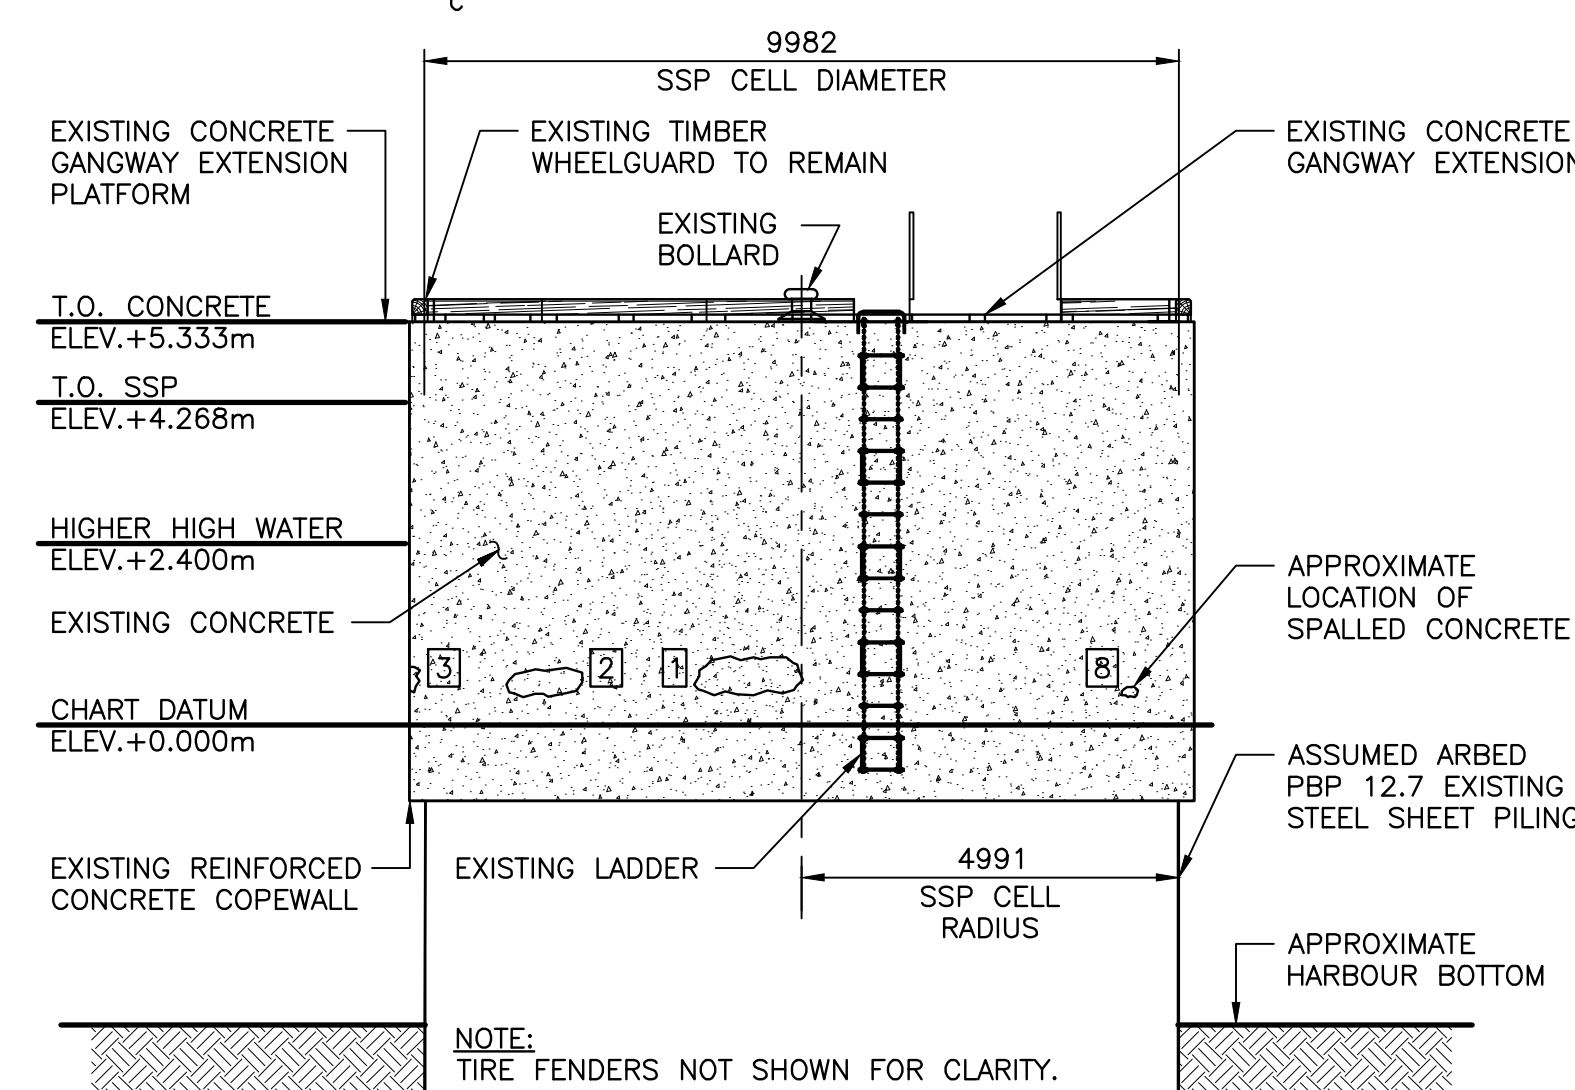 9982
SSP CELL DIAMETER
EXISTING CONCRETE
GANGWAY EXTENSION
PLATFORM
EXISTING TIMBER
WHEELGUARD TO REMAIN
EXISTING CONCRETE
GANGWAY EXTENSION
EXISTING
BOLLARD
T.O. CONCRETE
ELEV.+5.333m
T.O. SSP
ELEV.+4.268m
HIGHER HIGH WATER
ELEV.+2.400m
EXISTING CONCRETE
APPROXIMATE
LOCATION OF
SPALLED CONCRETE
3
2
1
8
CHART DATUM
ELEV.+0.000m
ASSUMED ARBED
PBP 12.7 EXISTING
STEEL SHEET PILING
EXISTING REINFORCED
CONCRETE COPEWALL
EXISTING LADDER
4991
SSP CELL
RADIUS
APPROXIMATE
HARBOUR BOTTOM
NOTE:
TIRE FENDERS NOT SHOWN FOR CLARITY.